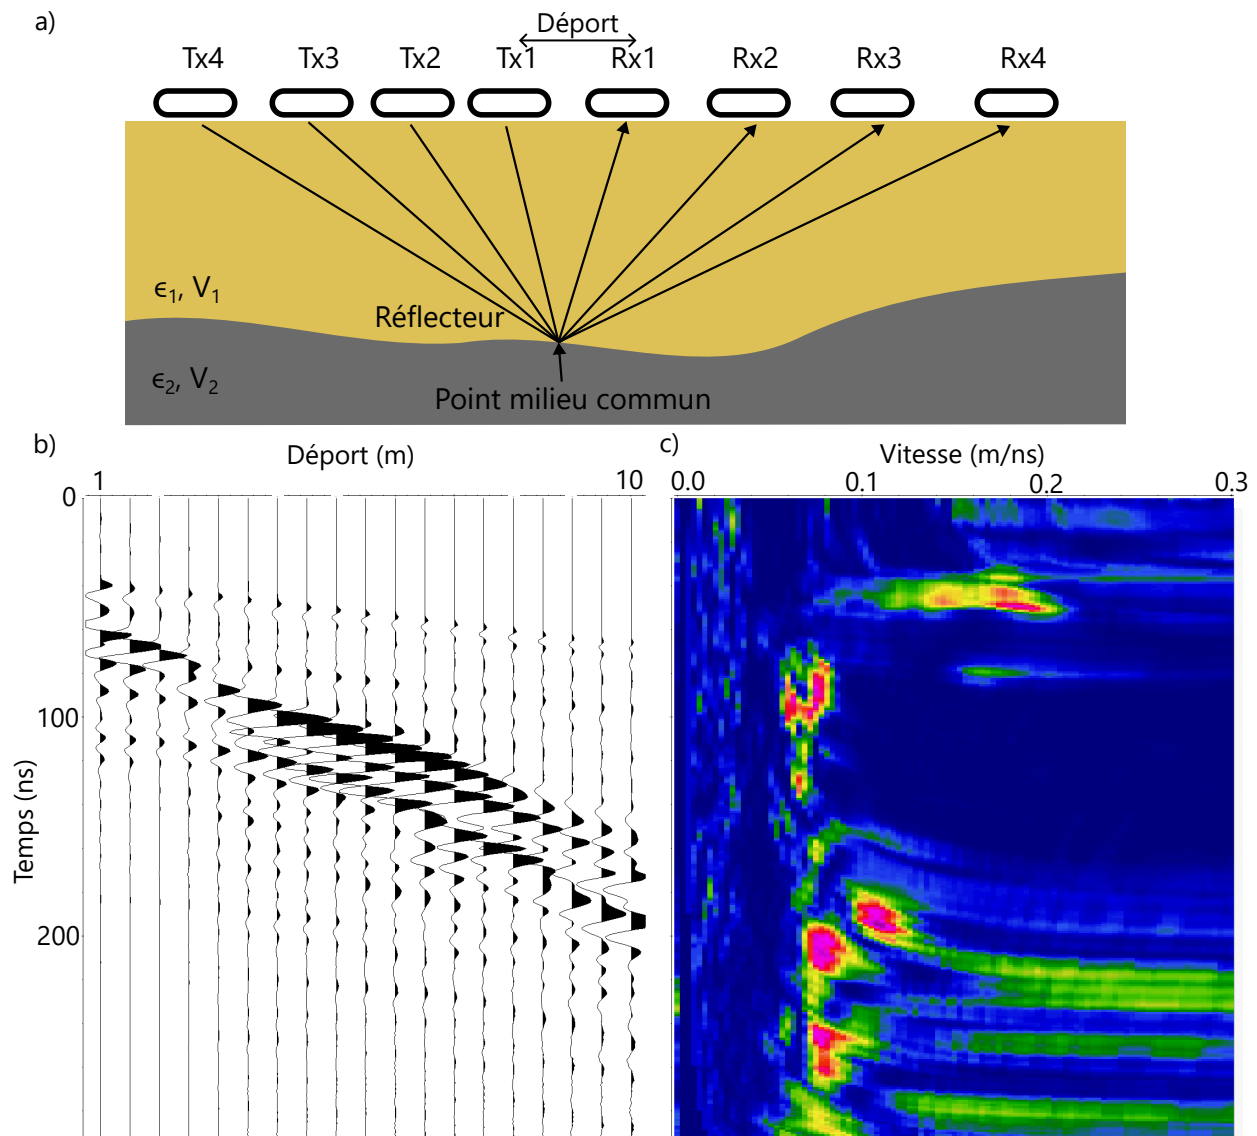 a)
Déport
Tx4 Tx3 Tx2 Tx1 Rx1 Rx2 Rx3 Rx4
ϵ₁, V₁
Réflecteur
ϵ₂, V₂
Point milieu commun
b)
Déport (m)
1 10
0
100
200
Temps (ns)
c)
Vitesse (m/ns)
0.0 0.1 0.2 0.3